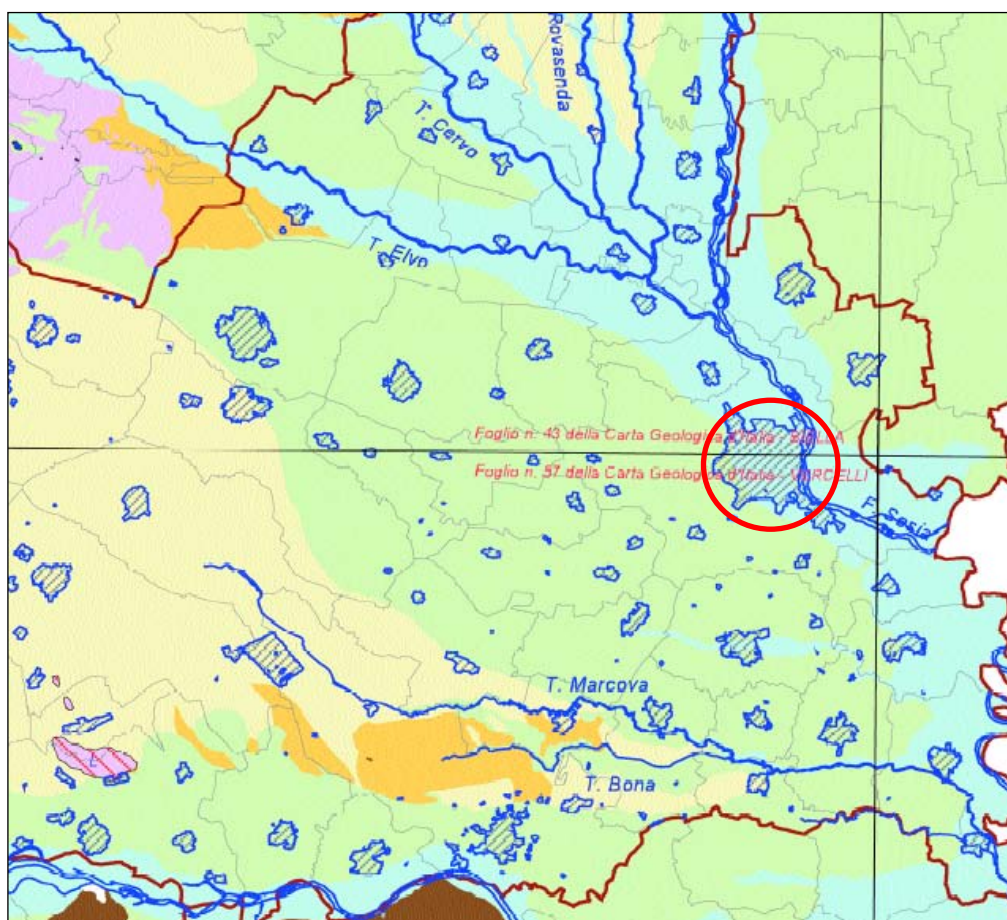 Rovasenda
T. Cervo
T. Elvo
Foglio n. 43 della Carta Geologica d'Italia - BIELLA
Foglio n. 57 della Carta Geologica d'Italia - VERCELLI
F. Sesia
T. Marcova
T. Bona